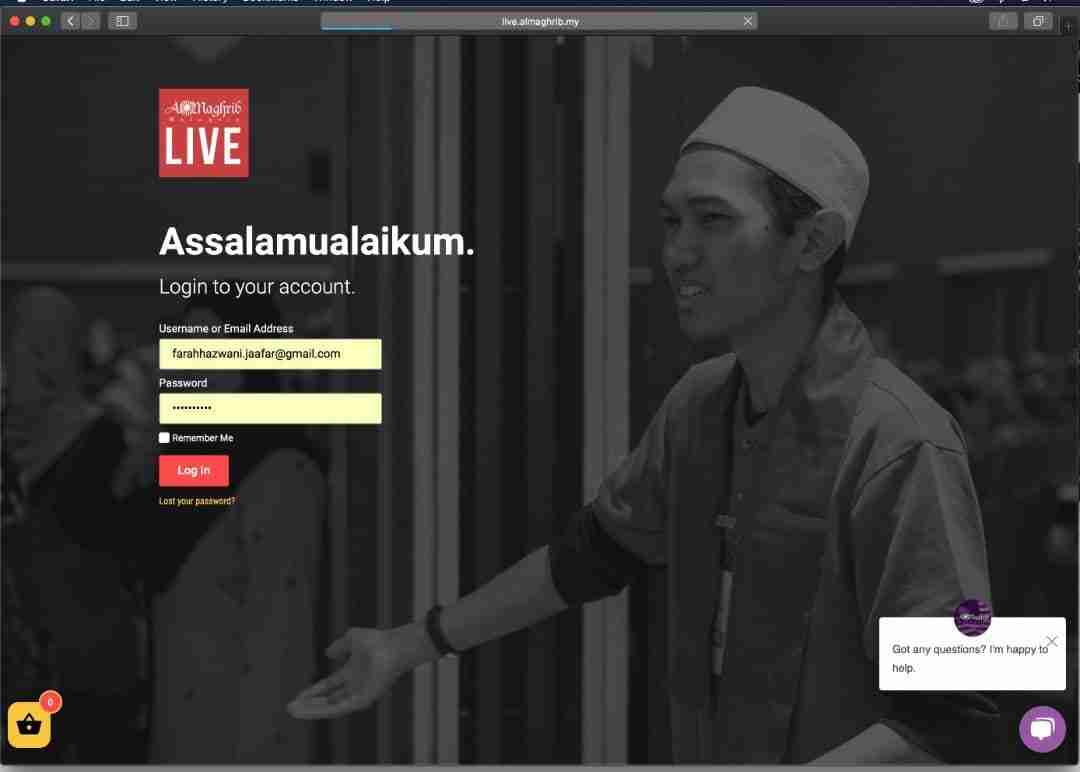 live.almaghrib.my
AlMaghrib
Malaysia
LIVE
Assalamualaikum.
Login to your account.
Username or Email Address
farahhazwani.jaafar@gmail.com
Password
••••••••••
Remember Me
Log In
Lost your password?
Got any questions? I'm happy to
help.
0